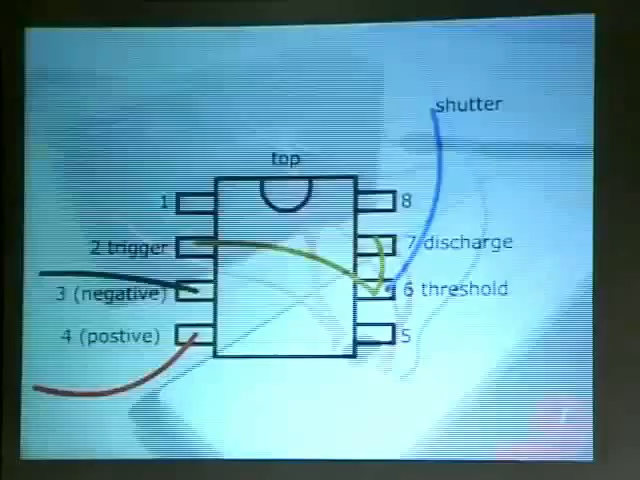 shutter
top
1
8
2 trigger
7 discharge
3 (negative)
6 threshold
4 (postive)
5